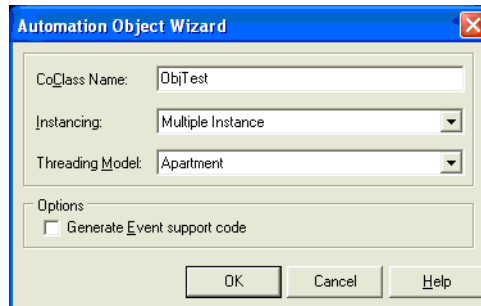 Automation Object Wizard
CoClass Name: ObjTest
Instancing: Multiple Instance
Threading Model: Apartment
Options
Generate Event support code
OK Cancel Help